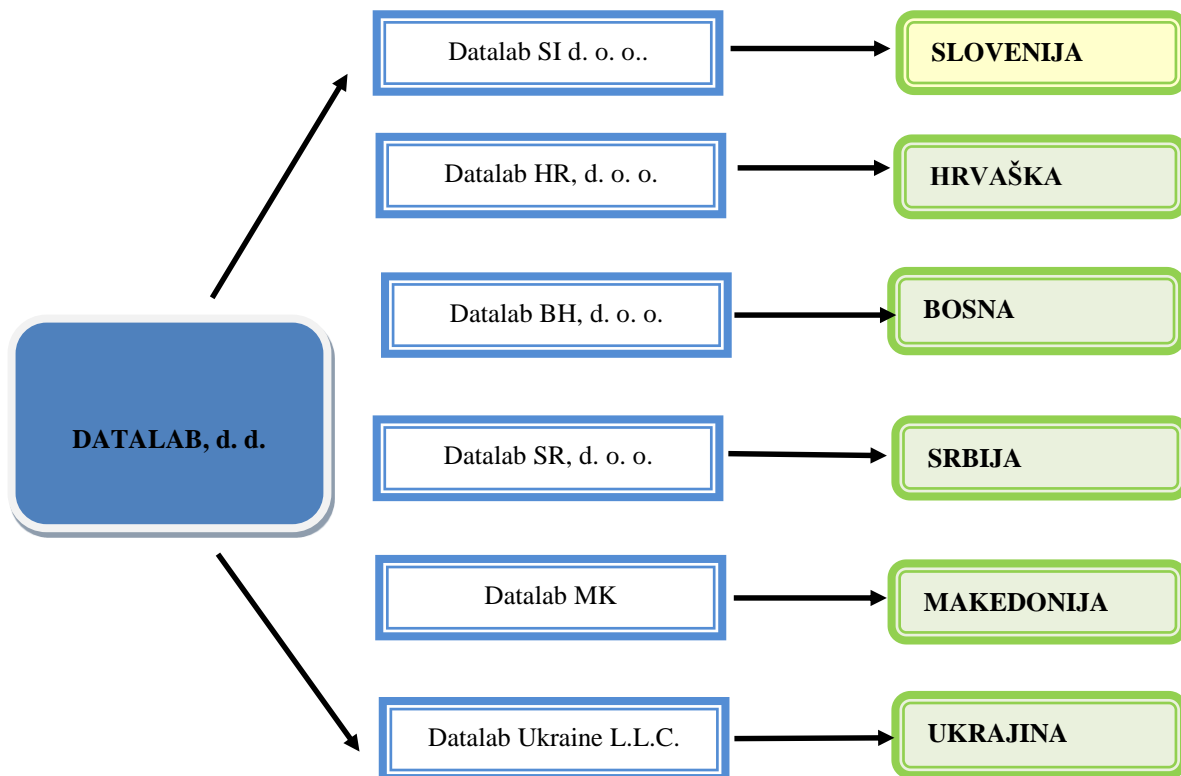 Datalab SI d. o. o..
SLOVENIJA
Datalab HR, d. o. o.
HRVAŠKA
Datalab BH, d. o. o.
BOSNA
DATALAB, d. d.
Datalab SR, d. o. o.
SRBIJA
Datalab MK
MAKEDONIJA
Datalab Ukraine L.L.C.
UKRAJINA